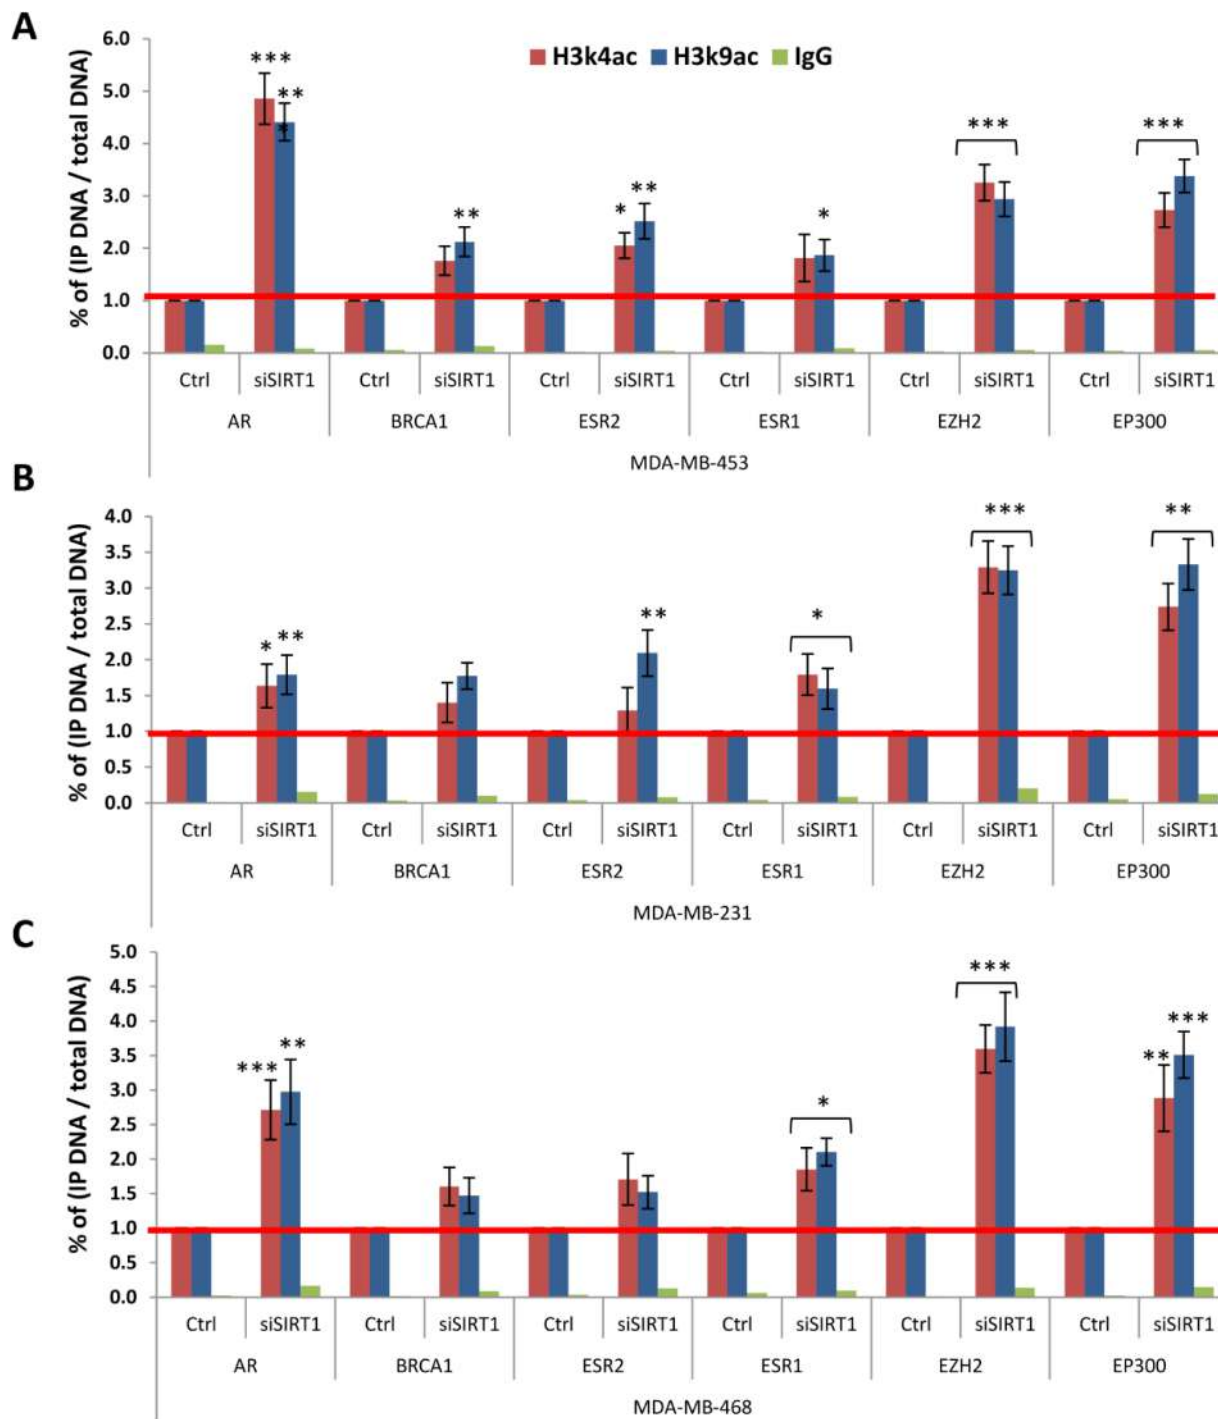 A
% of (IP DNA / total DNA)
H3k4ac H3k9ac IgG
6.0
5.0
4.0
3.0
2.0
1.0
0.0
*** ** * ** * ** * *** ***
*
Ctrl siSIRT1 Ctrl siSIRT1 Ctrl siSIRT1 Ctrl siSIRT1 Ctrl siSIRT1 Ctrl siSIRT1
AR BRCA1 ESR2 ESR1 EZH2 EP300
MDA-MB-453
B
% of (IP DNA / total DNA)
4.0
3.5
3.0
2.5
2.0
1.5
1.0
0.5
0.0
* ** ** * *** **
Ctrl siSIRT1 Ctrl siSIRT1 Ctrl siSIRT1 Ctrl siSIRT1 Ctrl siSIRT1 Ctrl siSIRT1
AR BRCA1 ESR2 ESR1 EZH2 EP300
MDA-MB-231
C
% of (IP DNA / total DNA)
5.0
4.5
4.0
3.5
3.0
2.5
2.0
1.5
1.0
0.5
0.0
*** ** * *** ** ***
Ctrl siSIRT1 Ctrl siSIRT1 Ctrl siSIRT1 Ctrl siSIRT1 Ctrl siSIRT1 Ctrl siSIRT1
AR BRCA1 ESR2 ESR1 EZH2 EP300
MDA-MB-468